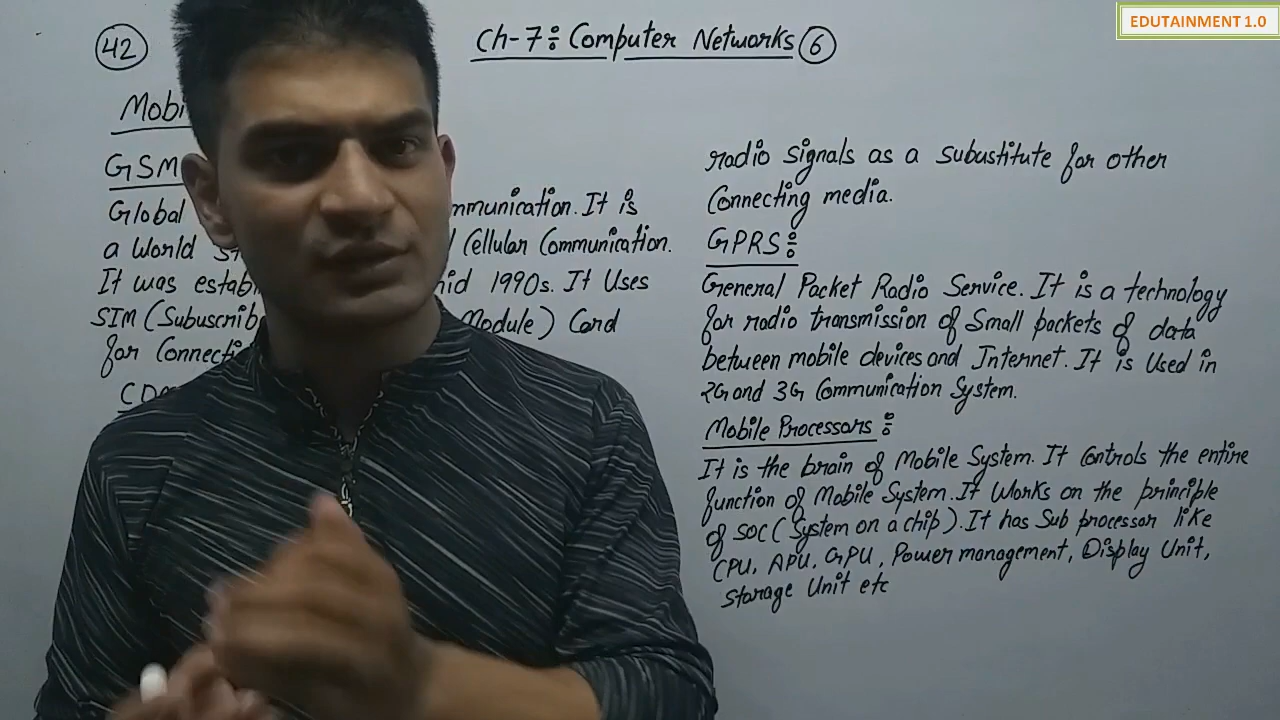 42
Ch-7: Computer Networks 6
EDUTAINMENT 1.0
Mobi
GSM
Global mmunication. It is
a World Cellular Communication.
It was estab mid 1990s. It Uses
SIM (Subuscrib Module) Card
for Connecti
CD
radio signals as a subustitute for other
Connecting media.
GPRS:
General Packet Radio Service. It is a technology
for radio transmission of Small packets of data
between mobile devices and Internet. It is Used in
2G and 3G Communication System.
Mobile Processors:
It is the brain of Mobile System. It Controls the entire
function of Mobile System. It Works on the principle
of SOC (System on a chip). It has Sub processor like
CPU, APU, GPU, Power management, Display Unit,
Storage Unit etc